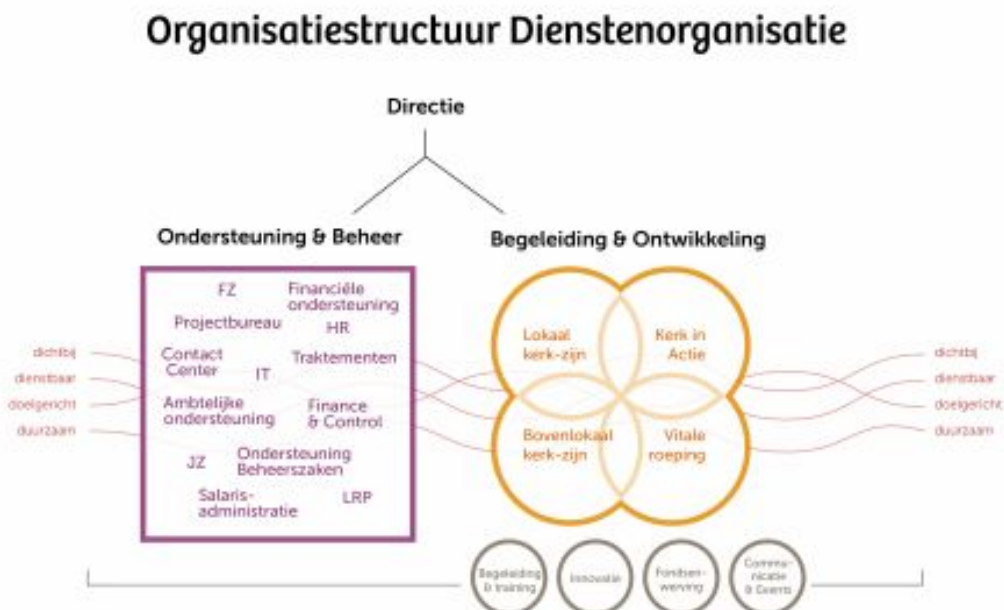 Organisatiestructuur Dienstenorganisatie
Directie
Ondersteuning & Beheer
Begeleiding & Ontwikkeling
FZ
Financiële
ondersteuning
Projectbureau
HR
Contact
Center
Traktementen
IT
Ambtelijke
ondersteuning
Finance
& Control
JZ
Ondersteuning
Beheerszaken
Salaris-
administratie
LRP
dichtbij
dienstbaar
doelgericht
duurzaam
Lokaal
kerk-zijn
Kerk in
Actie
Bovenlokaal
kerk-zijn
Vitale
roeping
dichtbij
dienstbaar
doelgericht
duurzaam
Begeleiding
& training
Innovatie
Fondsen-
werving
Commu-
nicatie
& Events